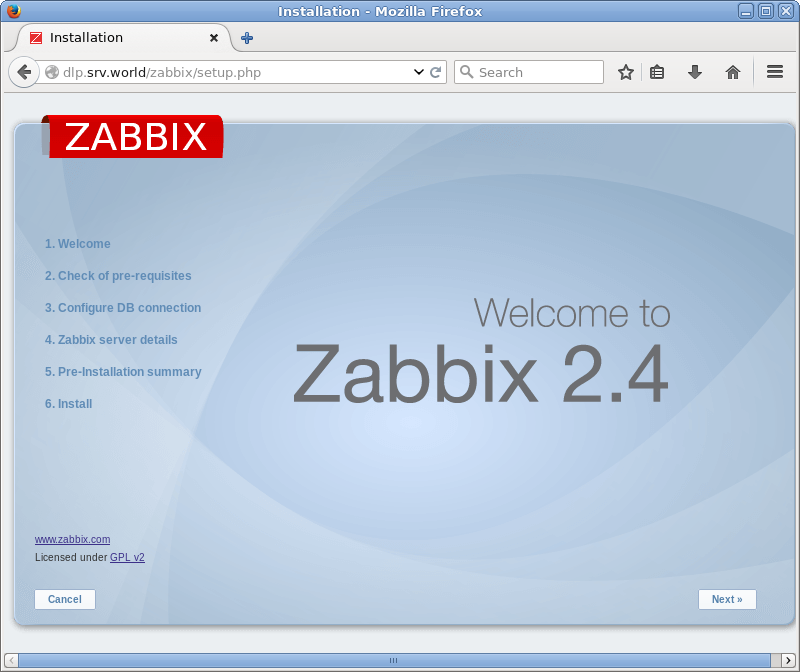 Installation - Mozilla Firefox
Installation
dlp.srv.world/zabbix/setup.php
Search
ZABBIX
1. Welcome
2. Check of pre-requisites
3. Configure DB connection
4. Zabbix server details
5. Pre-Installation summary
6. Install
Welcome to
Zabbix 2.4
www.zabbix.com
Licensed under GPL v2
Cancel
Next »